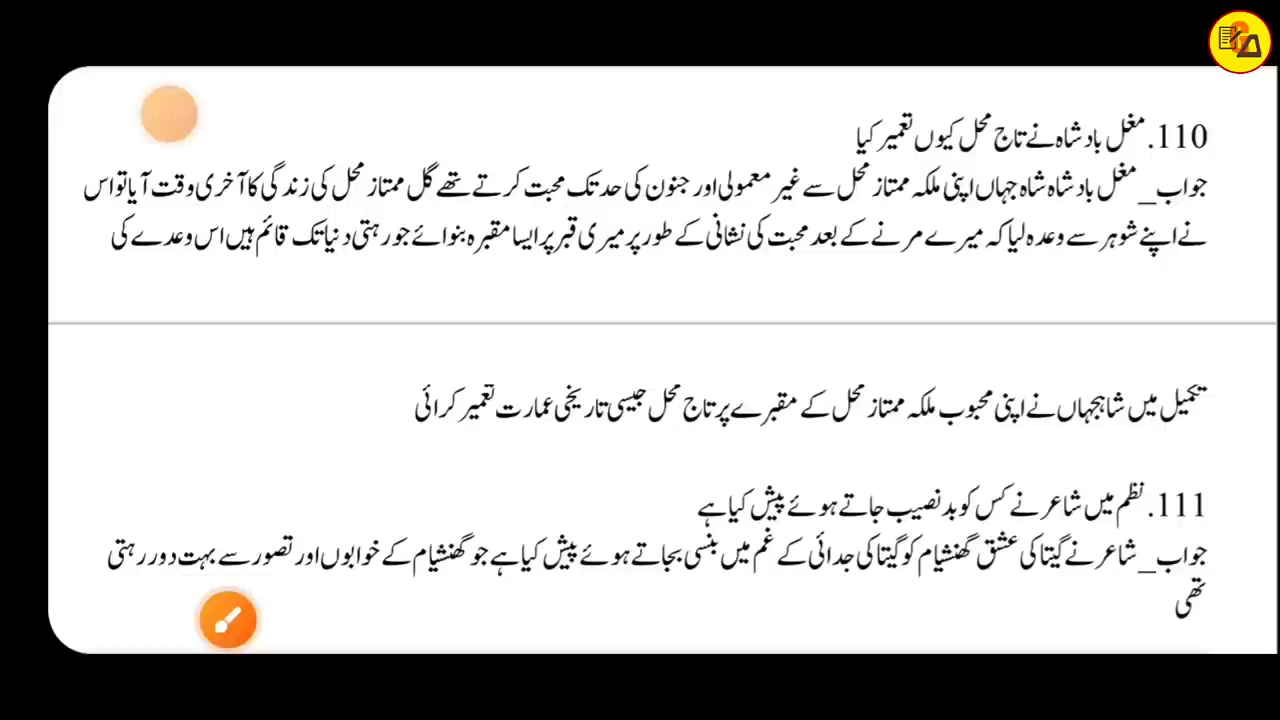 110. مغل بادشاہ نے تاج محل کیوں تعمیر کیا
جواب_ مغل بادشاہ شاہ جہاں اپنی ملکہ ممتاز محل سے غیر معمولی اور جنون کی حد تک محبت کرتے تھے گل ممتاز محل کی زندگی کا آخری وقت آیا تو اس
نے اپنے شوہر سے وعدہ لیا کہ میرے مرنے کے بعد محبت کی نشانی کے طور پر میری قبر پر ایسا مقبرہ بنوائے جو رہتی دنیا تک قائم ہیں اس وعدے کی
تکمیل میں شاہجہاں نے اپنی محبوب ملکہ ممتاز محل کے مقبرے پر تاج محل جیسی تاریخی عمارت تعمیر کرائی
111. نظم میں شاعر نے کس کو بد نصیب جاتے ہوئے پیش کیا ہے
جواب_ شاعر نے گیتا کی عشق گھنشیام کو گیتا کی جدائی کے غم میں بنسی بجاتے ہوئے پیش کیا ہے جو گھنشیام کے خوابوں اور تصور سے بہت دور رہتی
تھی